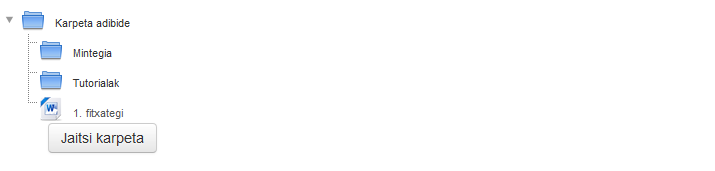 Karpeta adibide
Mintegia
Tutorialak
1. fitxategi
Jaitsi karpeta